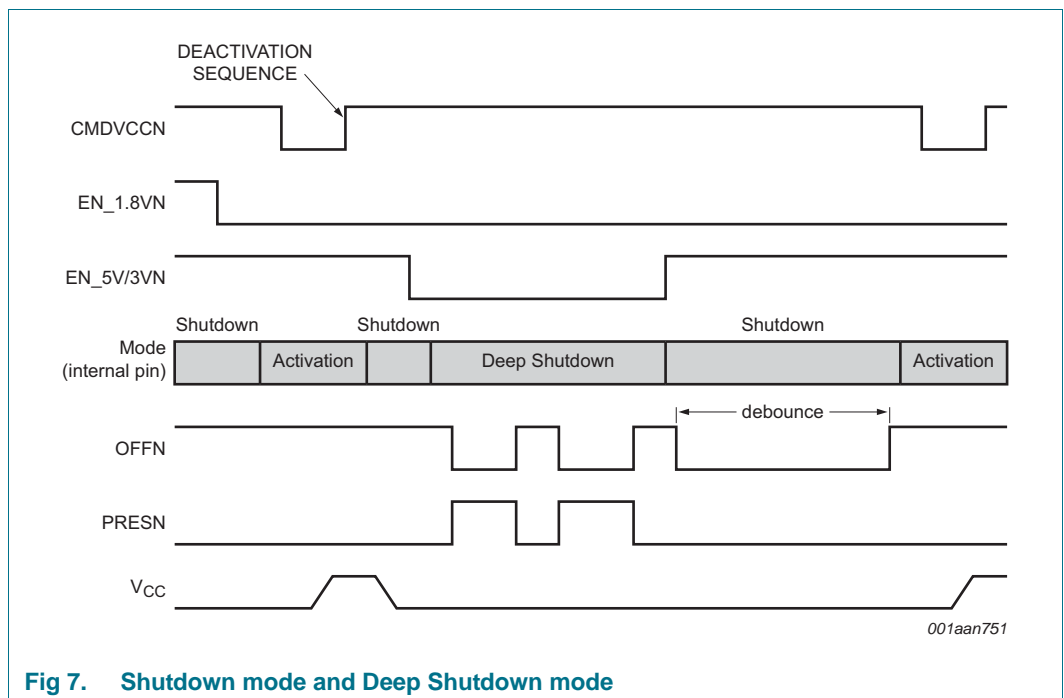 DEACTIVATION
SEQUENCE
CMDVCCN
EN_1.8VN
EN_5V/3VN
Shutdown Shutdown Shutdown
Mode
(internal pin)
Activation Deep Shutdown Activation
debounce
OFFN
PRESN
VCC
001aan751
Fig 7. Shutdown mode and Deep Shutdown mode